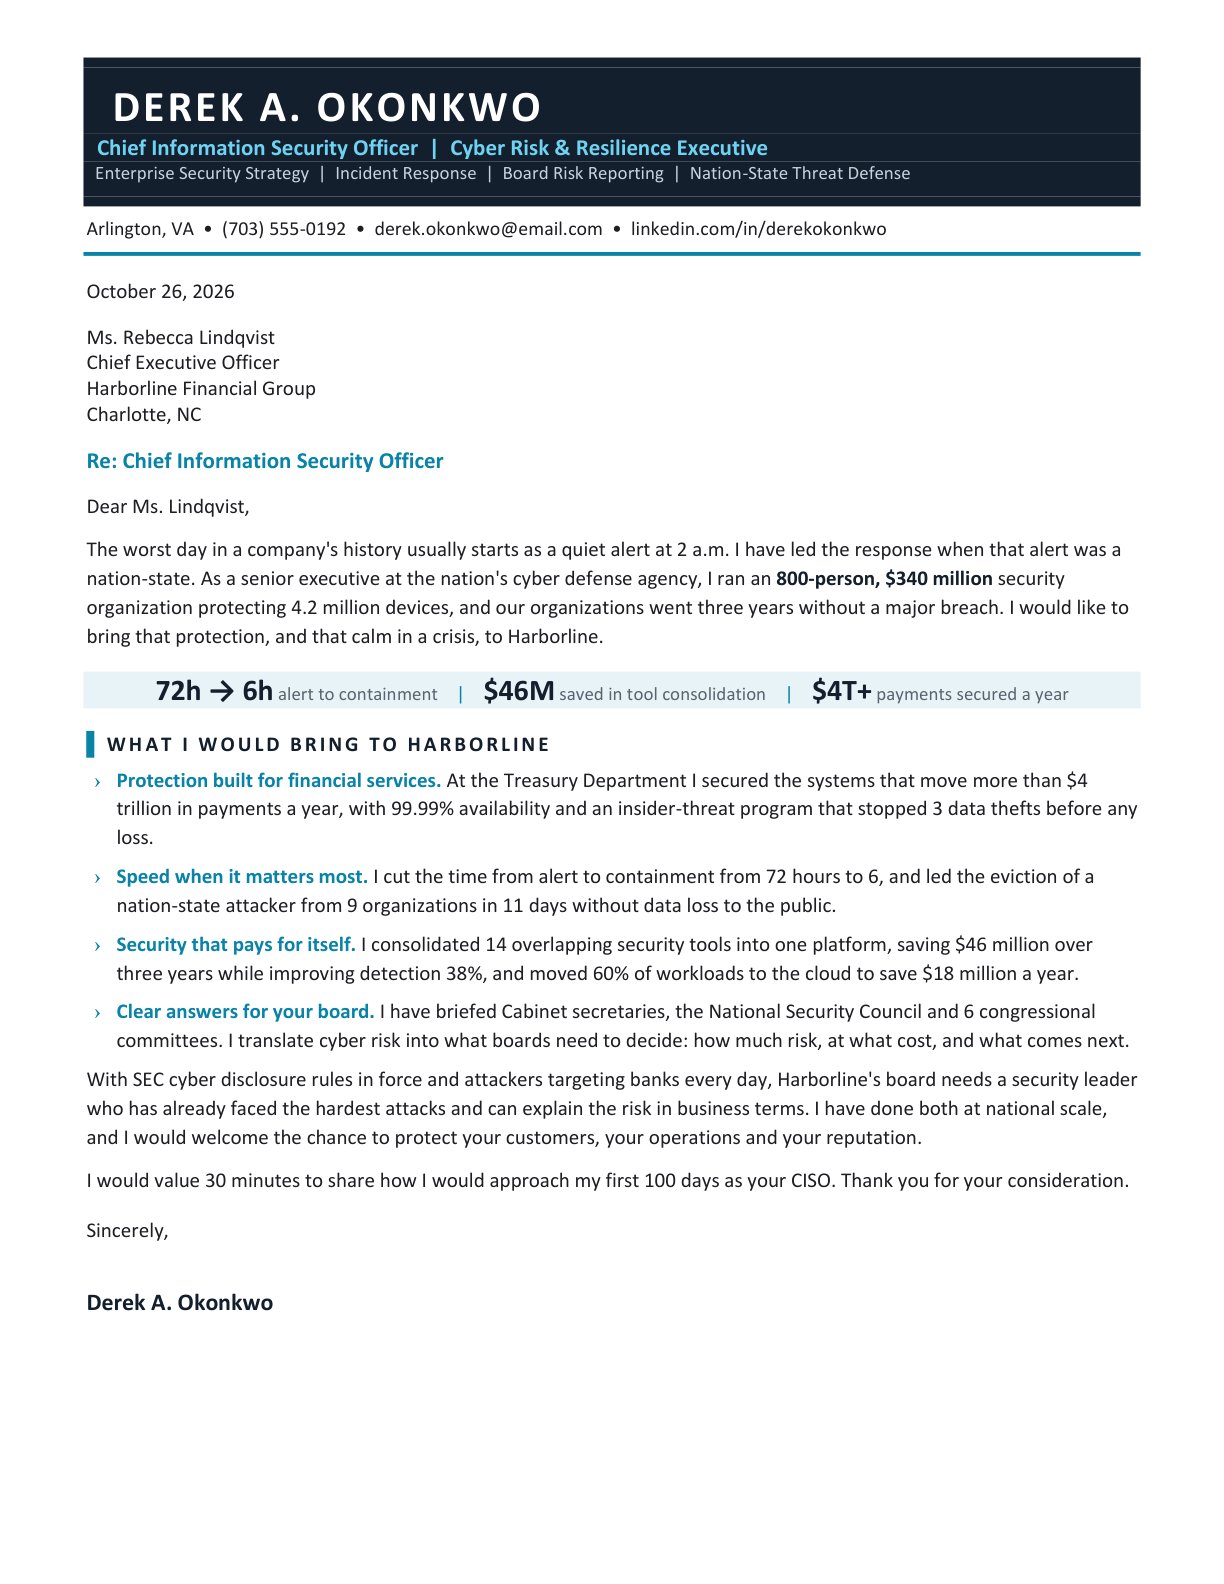 DEREK A. OKONKWO
Chief Information Security Officer | Cyber Risk & Resilience Executive
Enterprise Security Strategy | Incident Response | Board Risk Reporting | Nation-State Threat Defense
Arlington, VA • (703) 555-0192 • derek.okonkwo@email.com • linkedin.com/in/derekokonkwo
October 26, 2026
Ms. Rebecca Lindqvist
Chief Executive Officer
Harborline Financial Group
Charlotte, NC
Re: Chief Information Security Officer
Dear Ms. Lindqvist,
The worst day in a company's history usually starts as a quiet alert at 2 a.m. I have led the response when that alert was a
nation-state. As a senior executive at the nation's cyber defense agency, I ran an 800-person, $340 million security
organization protecting 4.2 million devices, and our organizations went three years without a major breach. I would like to
bring that protection, and that calm in a crisis, to Harborline.
72h → 6h alert to containment | $46M saved in tool consolidation | $4T+ payments secured a year
WHAT I WOULD BRING TO HARBORLINE
› Protection built for financial services. At the Treasury Department I secured the systems that move more than $4
trillion in payments a year, with 99.99% availability and an insider-threat program that stopped 3 data thefts before any
loss.
› Speed when it matters most. I cut the time from alert to containment from 72 hours to 6, and led the eviction of a
nation-state attacker from 9 organizations in 11 days without data loss to the public.
› Security that pays for itself. I consolidated 14 overlapping security tools into one platform, saving $46 million over
three years while improving detection 38%, and moved 60% of workloads to the cloud to save $18 million a year.
› Clear answers for your board. I have briefed Cabinet secretaries, the National Security Council and 6 congressional
committees. I translate cyber risk into what boards need to decide: how much risk, at what cost, and what comes next.
With SEC cyber disclosure rules in force and attackers targeting banks every day, Harborline's board needs a security leader
who has already faced the hardest attacks and can explain the risk in business terms. I have done both at national scale,
and I would welcome the chance to protect your customers, your operations and your reputation.
I would value 30 minutes to share how I would approach my first 100 days as your CISO. Thank you for your consideration.
Sincerely,
Derek A. Okonkwo